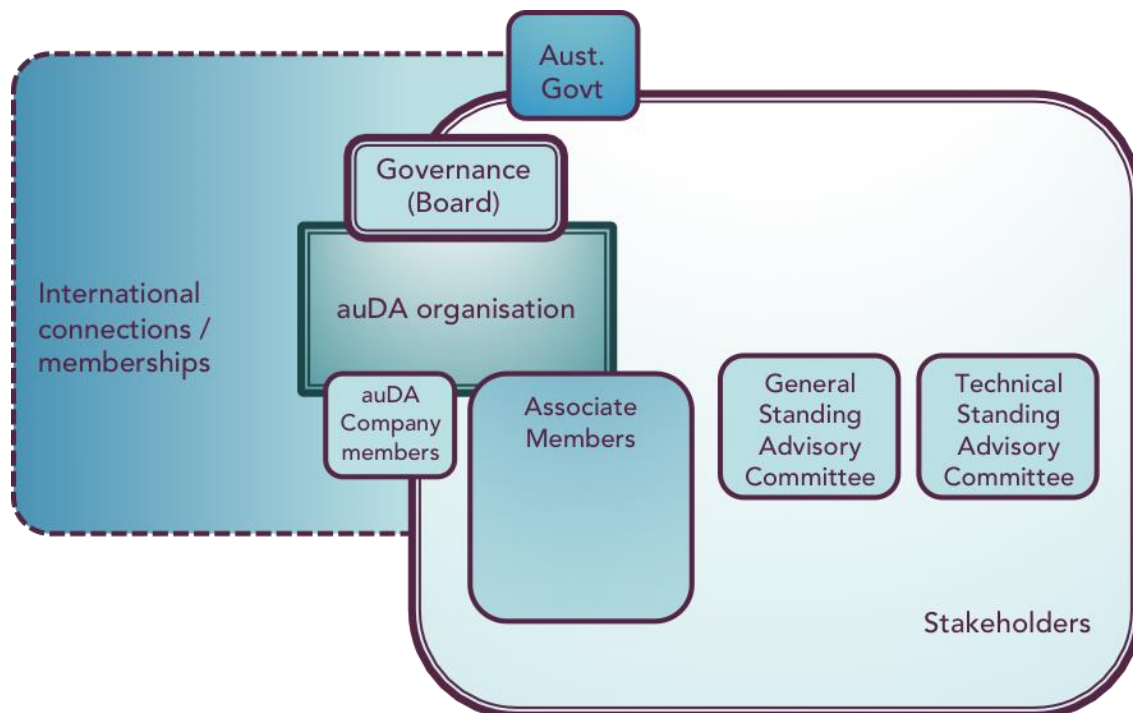 Aust.
Govt
Governance
(Board)
International
connections /
memberships
auDA organisation
auDA
Company
members
Associate
Members
General
Standing
Advisory
Committee
Technical
Standing
Advisory
Committee
Stakeholders